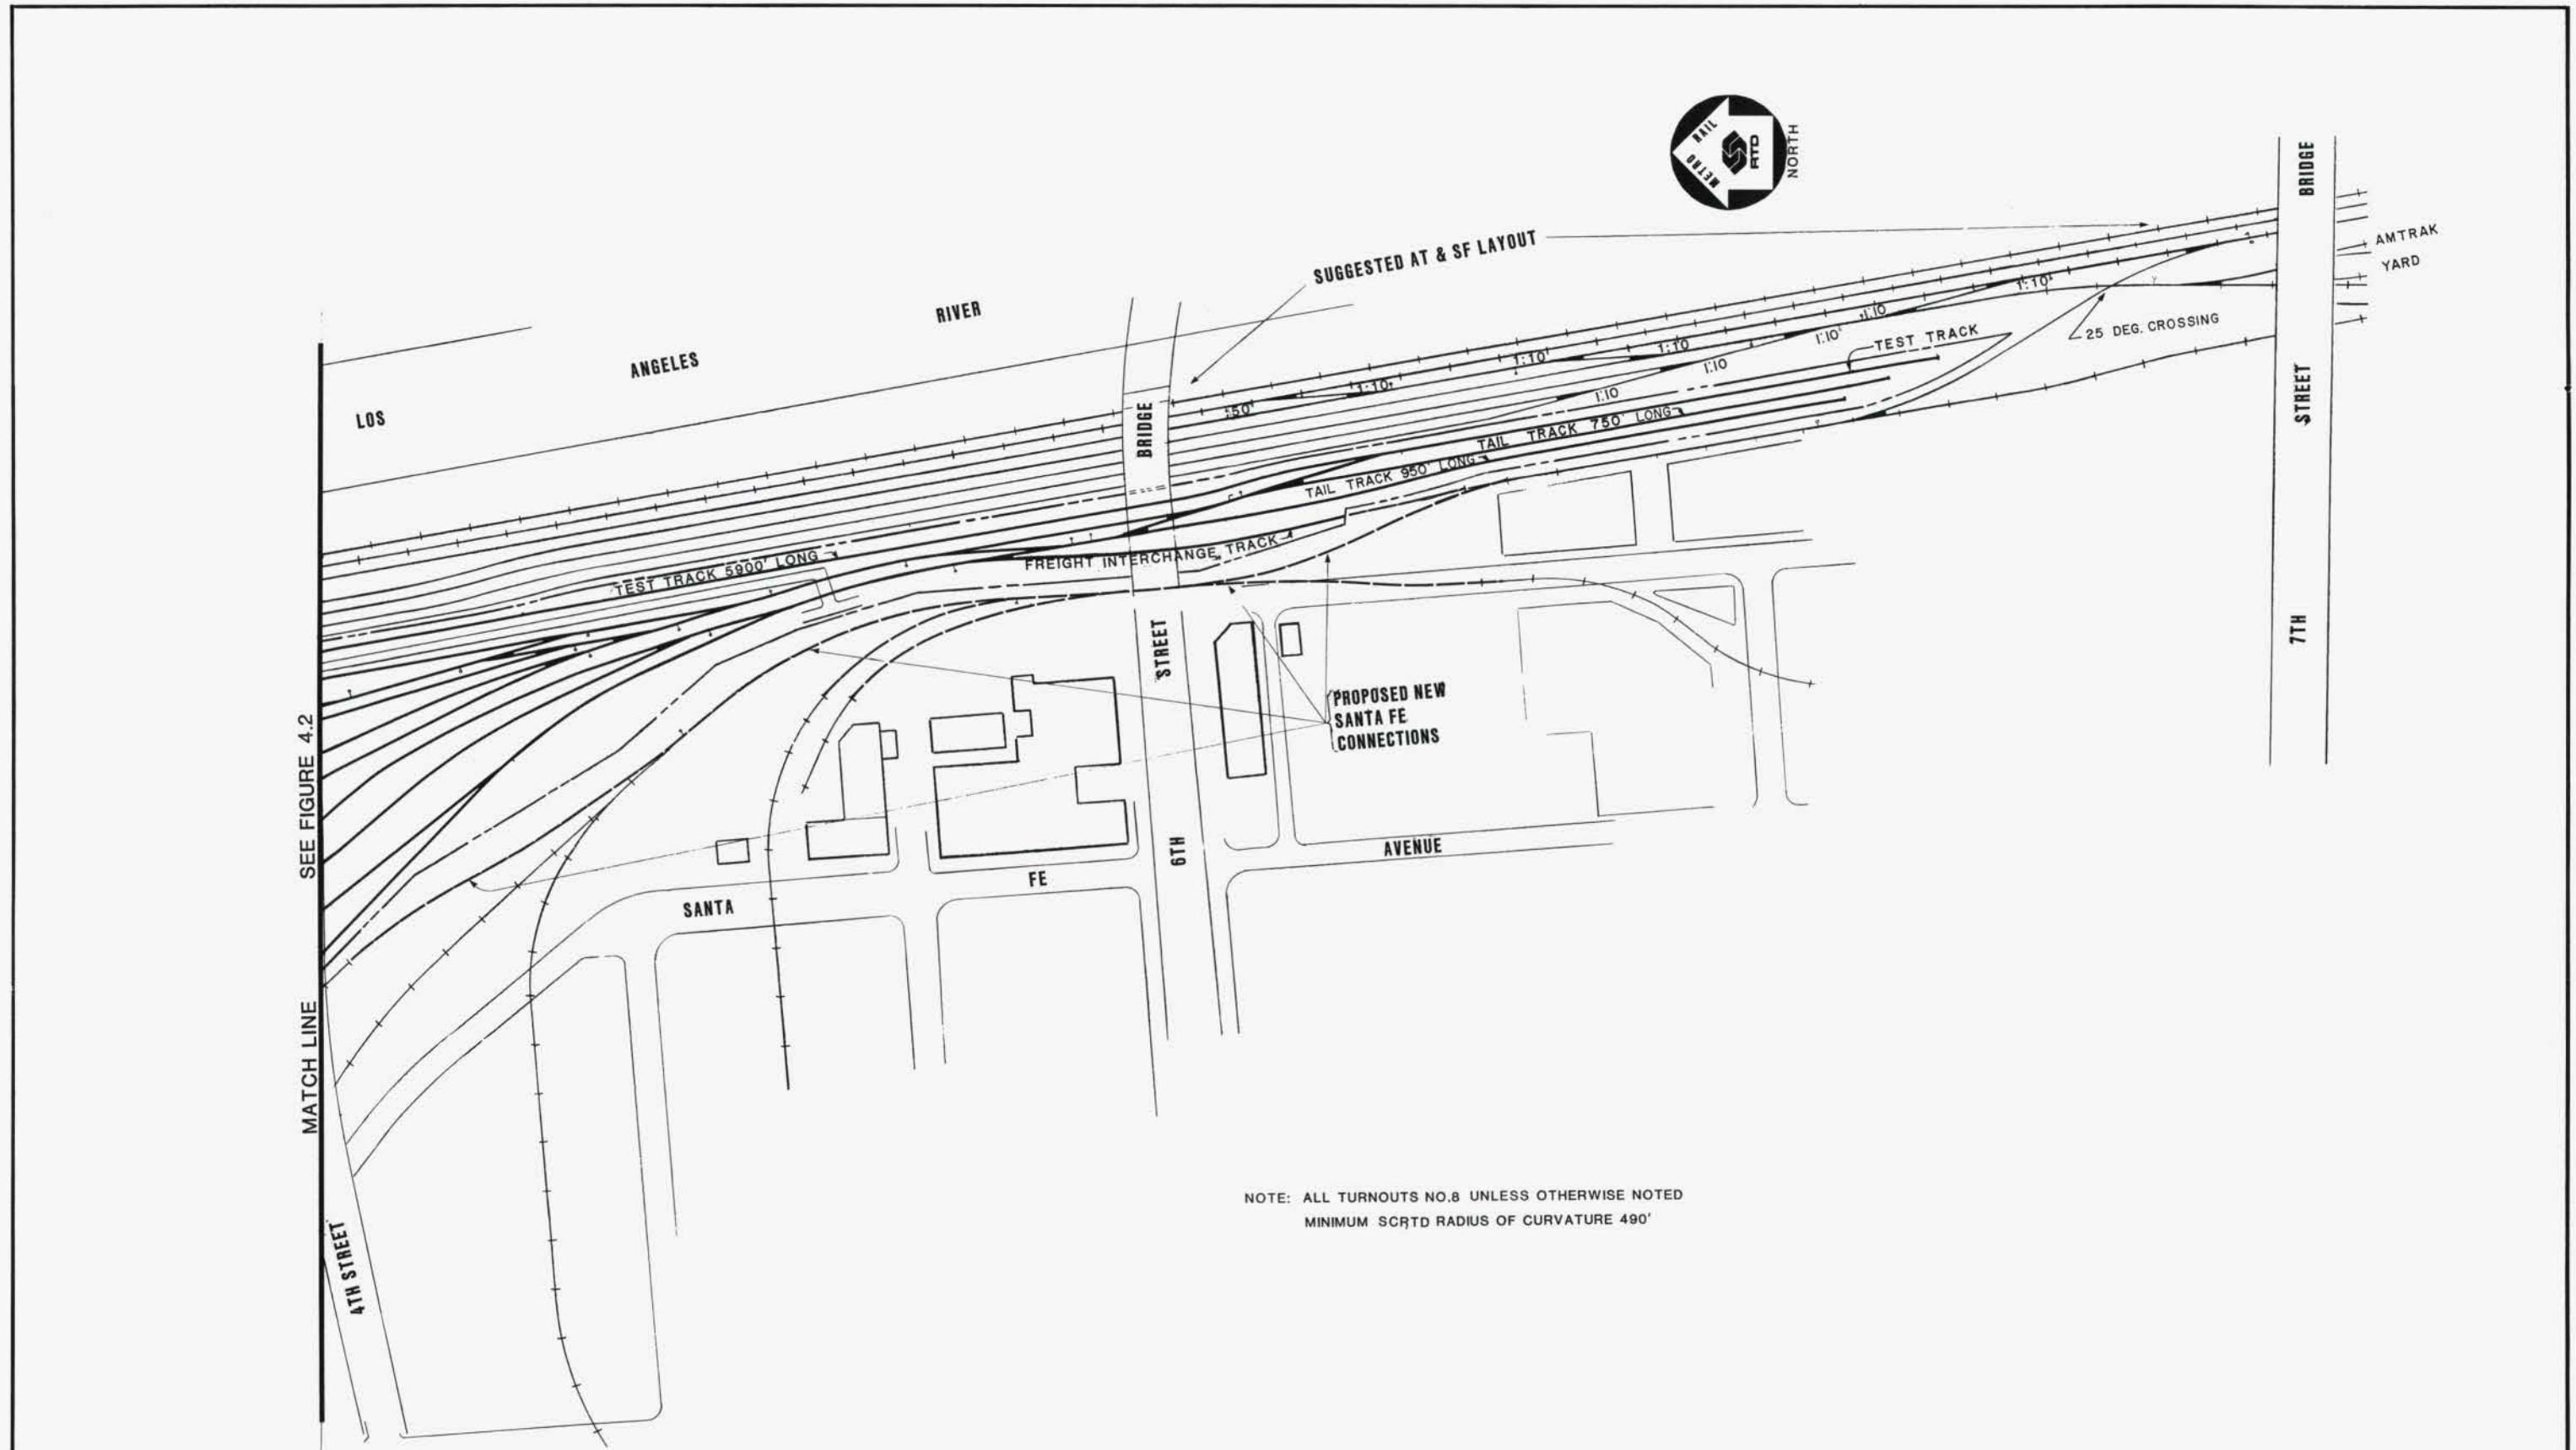 METRO RAIL
RTD
NORTH
BRIDGE
AMTRAK
YARD
SUGGESTED AT & SF LAYOUT
RIVER
ANGELES
LOS
1:10
25 DEG. CROSSING
1:10
1:10
TEST TRACK
1:10
1:10
1:10
1:10
1:10
STREET
BRIDGE
TAIL TRACK 750' LONG
TAIL TRACK 950' LONG
FREIGHT INTERCHANGE TRACK
TEST TRACK 5900' LONG
7TH
STREET
PROPOSED NEW
SANTA FE
CONNECTIONS
SEE FIGURE 4.2
6TH
AVENUE
FE
SANTA
MATCH LINE
4TH STREET
NOTE: ALL TURNOUTS NO.8 UNLESS OTHERWISE NOTED
MINIMUM SCRTD RADIUS OF CURVATURE 490'